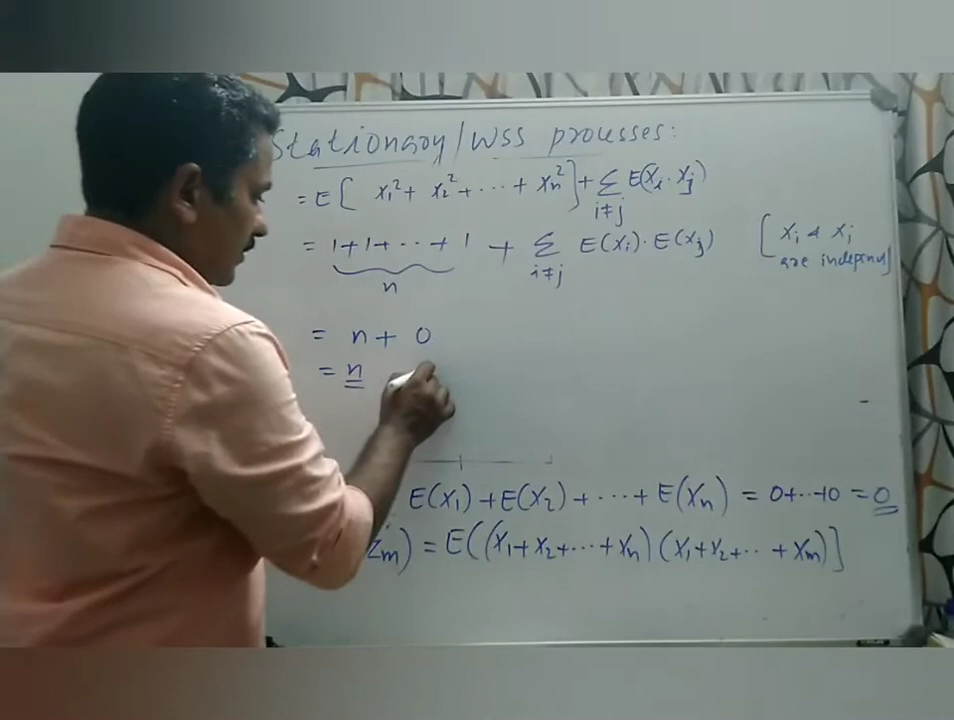 Stationary/WSS processes:
= E[ X₁² + X₂² + ... + Xₙ² ] + Σ E(Xᵢ . Xⱼ)
i≠j
= 1+1+...+1 + Σ E(Xᵢ) . E(Xⱼ) [ Xᵢ & Xⱼ
n i≠j are independ]
= n + 0
= n
E(X₁) + E(X₂) + ... + E(Xₙ) = 0+...+0 = 0
Zₘ) = E((X₁+X₂+...+Xₙ) (X₁+X₂+...+Xₘ)]